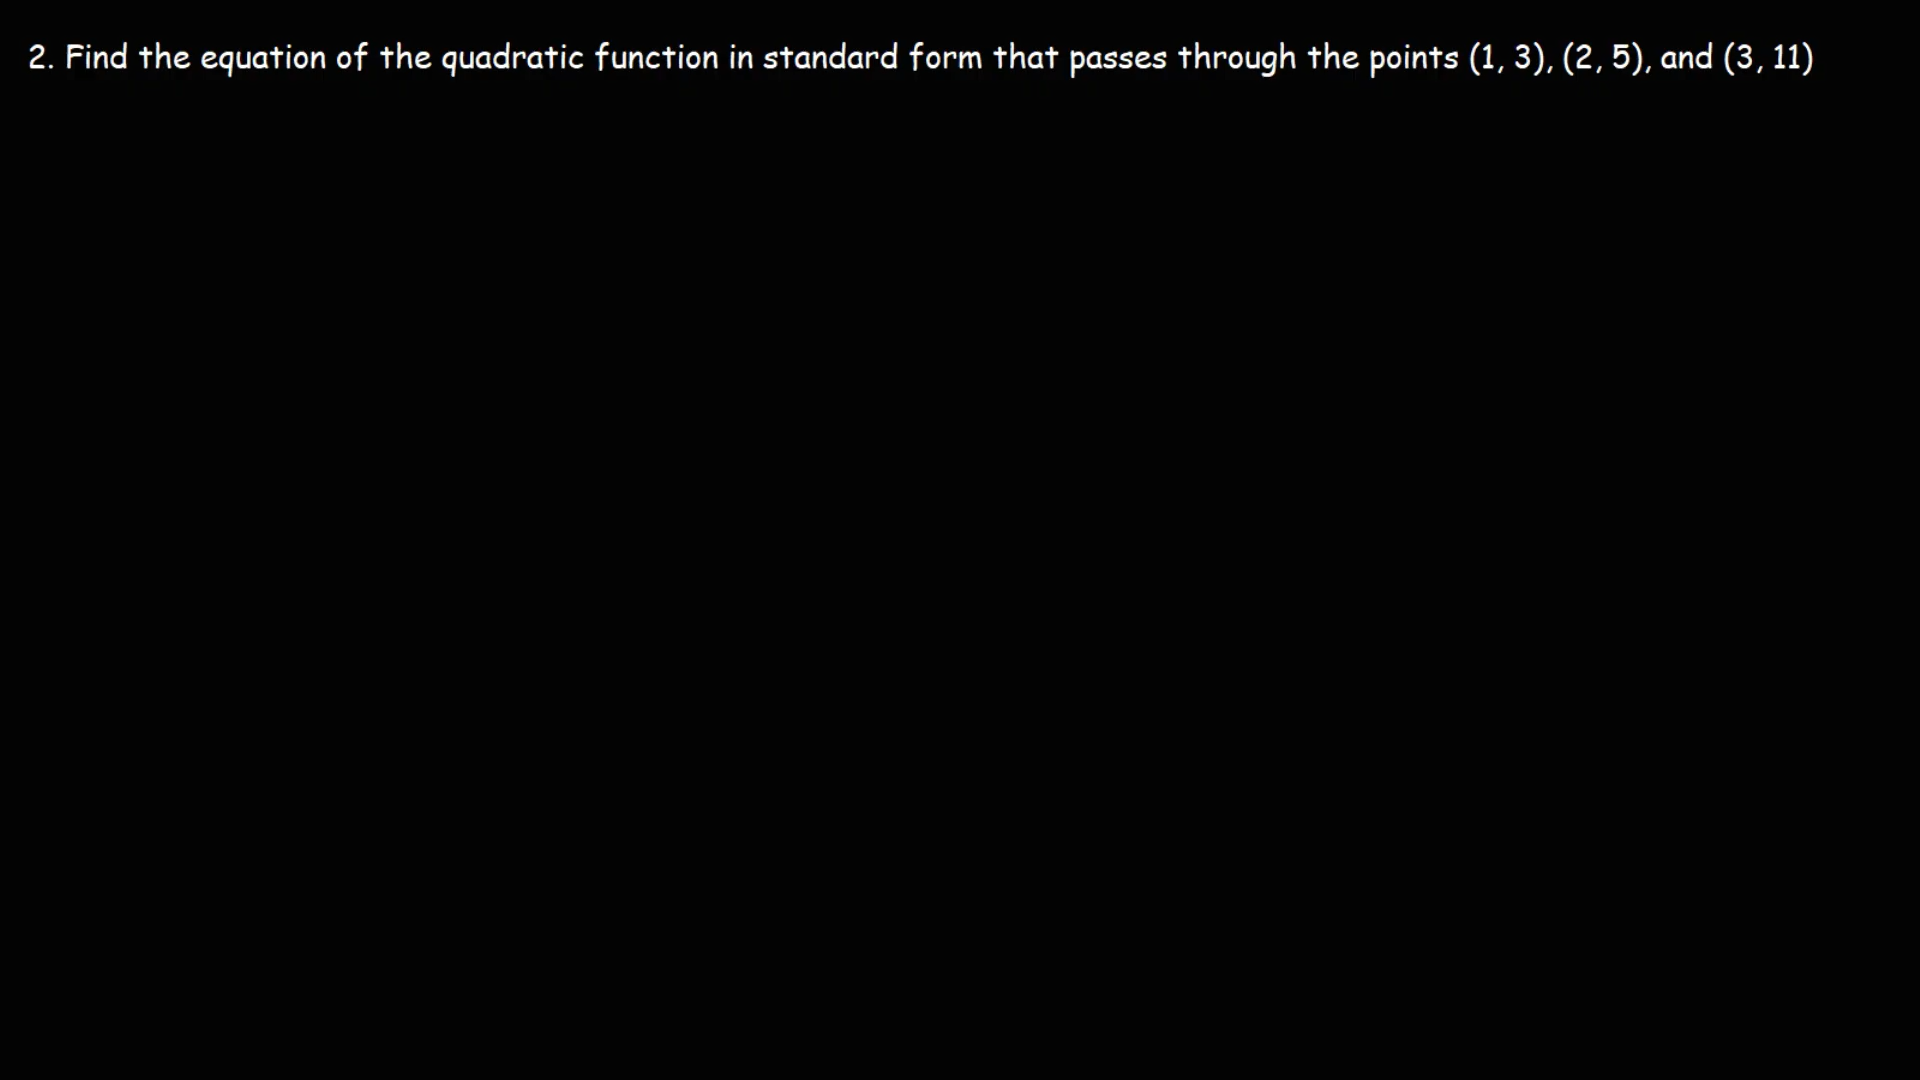 2. Find the equation of the quadratic function in standard form that passes through the points (1, 3), (2, 5), and (3, 11)